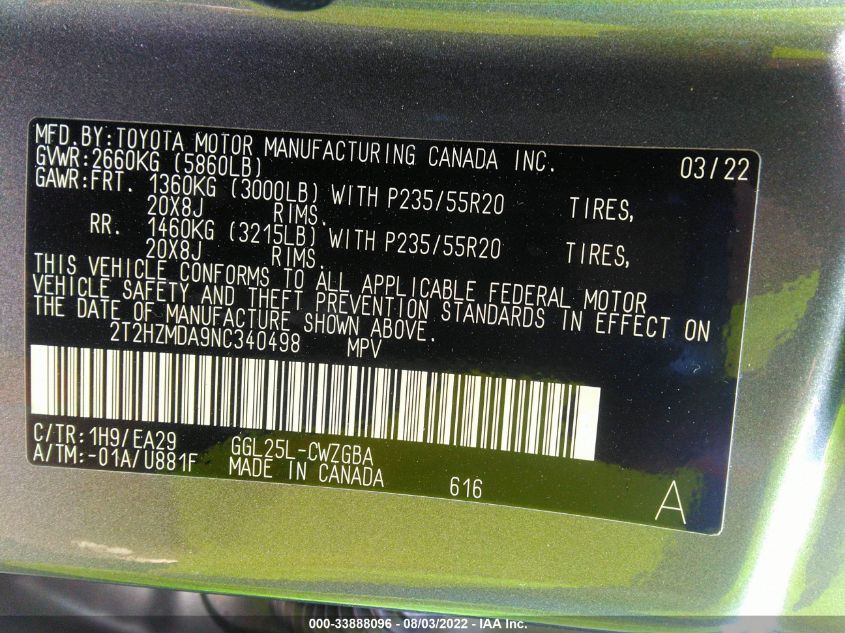 MFD.BY:TOYOTA MOTOR MANUFACTURING CANADA INC. 03/22
GVWR:2660KG (5860LB)
GAWR:FRT. 1360KG (3000LB) WITH P235/55R20 TIRES,
20X8J RIMS.
RR. 1460KG (3215LB) WITH P235/55R20 TIRES,
20X8J RIMS.
THIS VEHICLE CONFORMS TO ALL APPLICABLE FEDERAL MOTOR
VEHICLE SAFETY AND THEFT PREVENTION STANDARDS IN EFFECT ON
THE DATE OF MANUFACTURE SHOWN ABOVE.
2T2HZMDA9NC340498 MPV
C/TR:1H9/EA29 GGL25L-CWZGBA
A/TM:-01A/U881F MADE IN CANADA 616 A
000-33888096 - 08/03/2022 - IAA Inc.